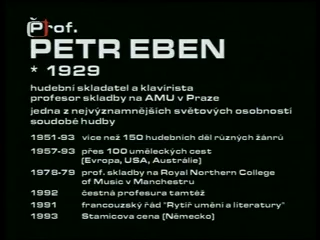 Prof.
PETR EBEN
* 1929
hudební skladatel a klavírista
profesor skladby na AMU v Praze
jedna z nejvýznamnějších světových osobností
soudobé hudby
1951-93 více než 150 hudebních děl různých žánrů
1957-93 přes 100 uměleckých cest
(Evropa, USA, Austrálie)
1978-79 prof. skladby na Royal Northern College
of Music v Manchestru
1992 čestná profesura tamtéž
1991 francouzský řád "Rytíř umění a literatury"
1993 Stamicova cena (Německo)